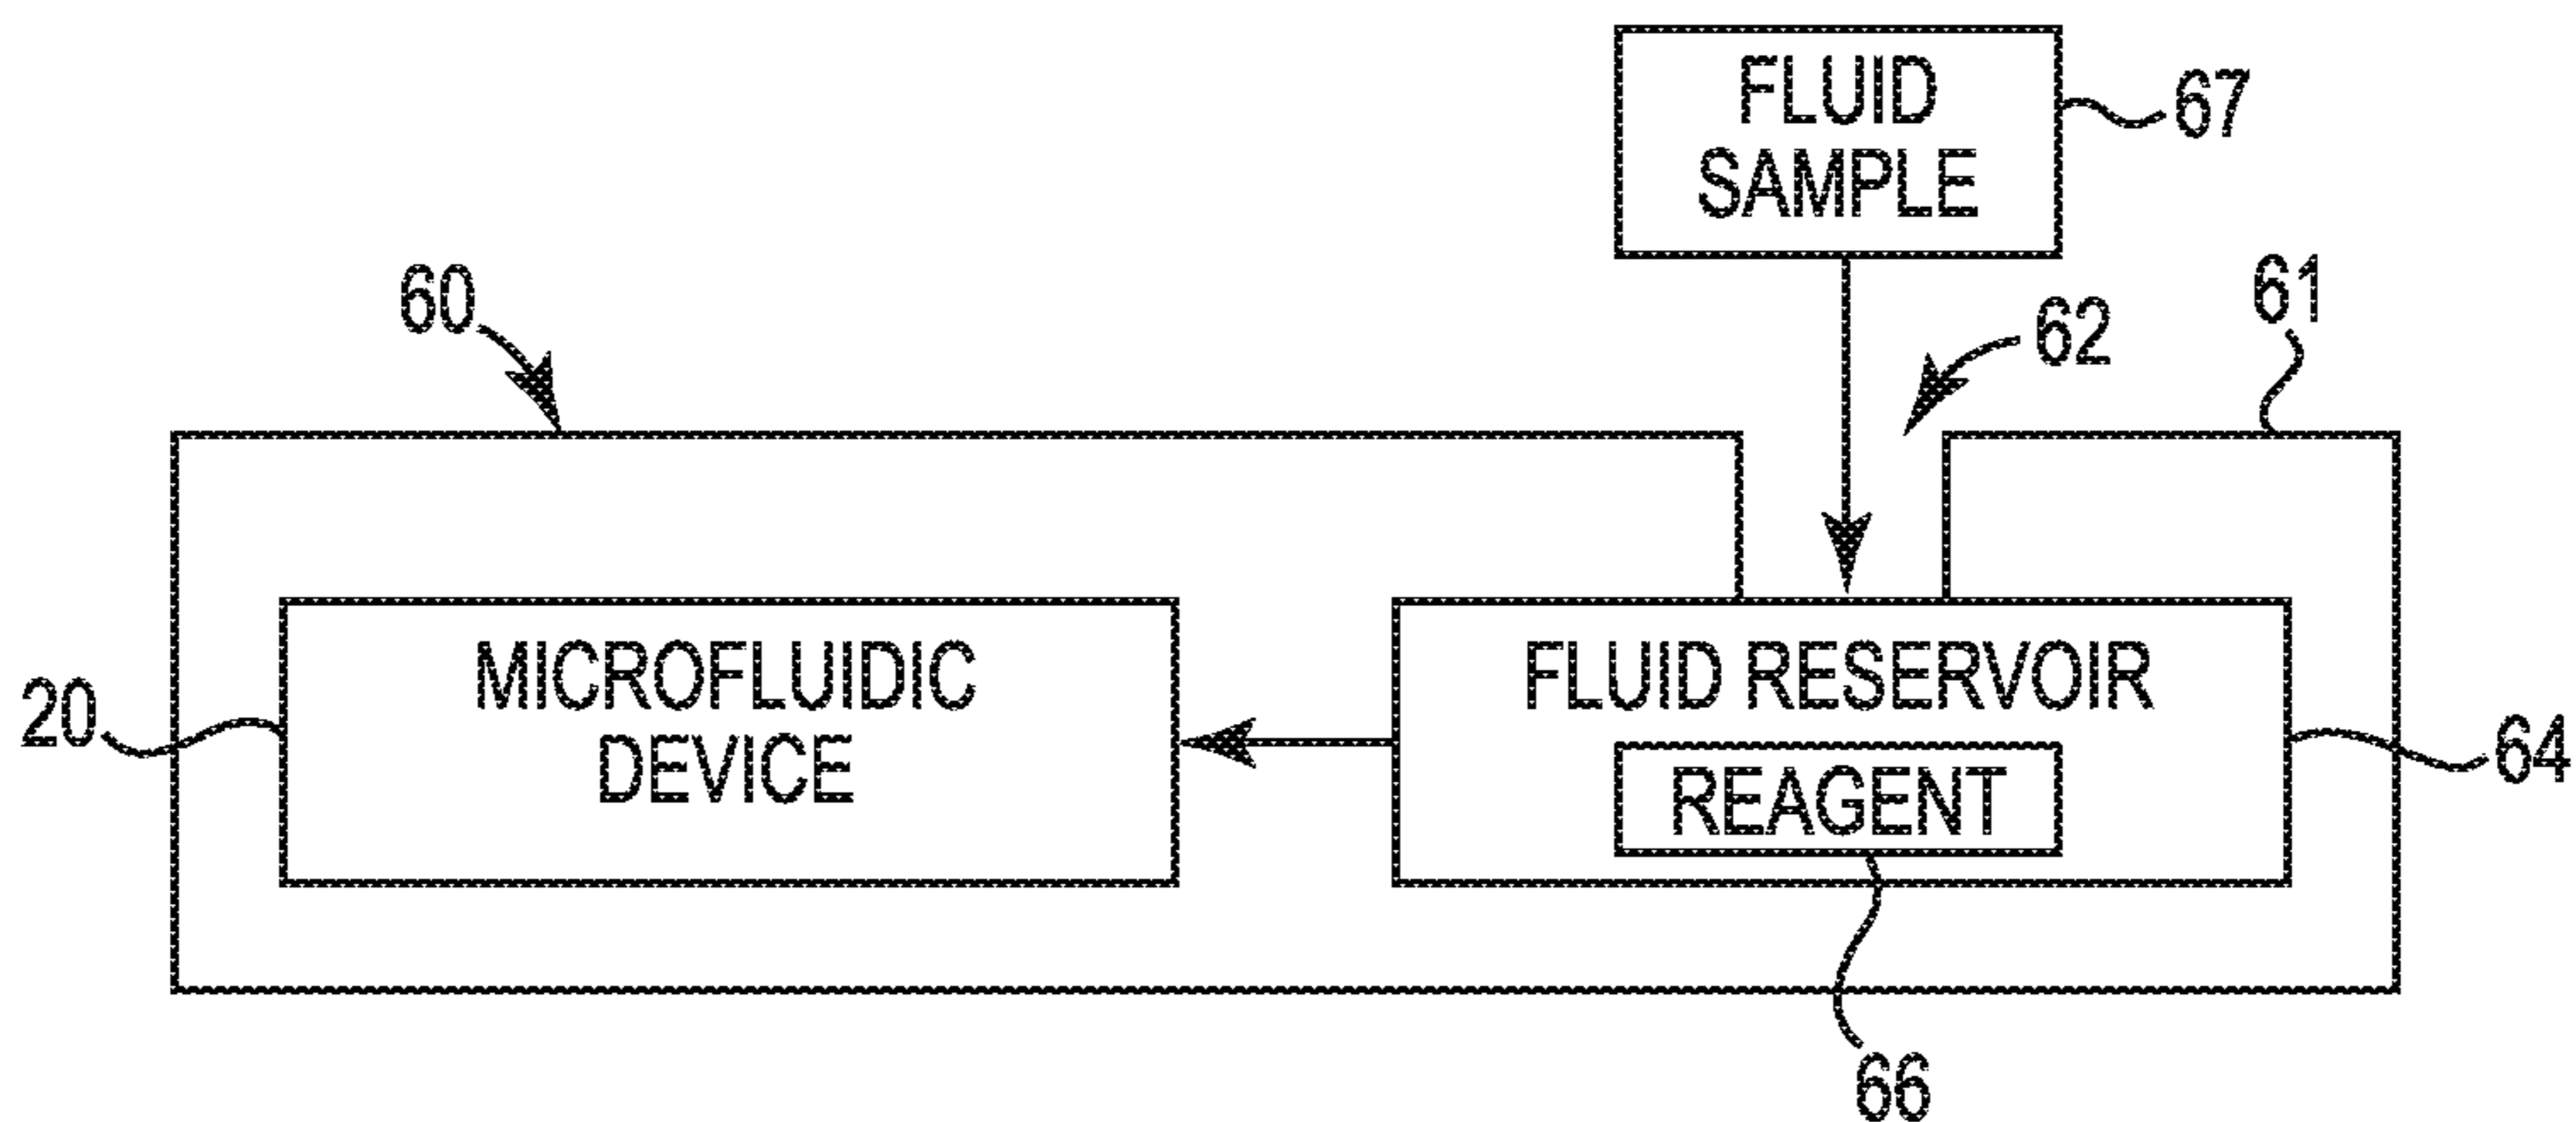 FLUID
SAMPLE
67
60
62
61
MICROFLUIDIC
DEVICE
20
FLUID RESERVOIR
REAGENT
64
66